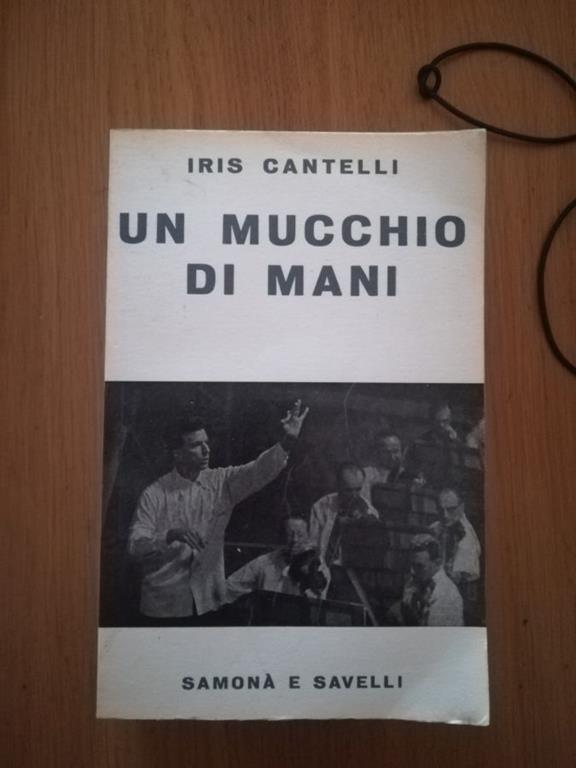 IRIS CANTELLI
UN MUCCHIO
DI MANI
SAMONÀ E SAVELLI